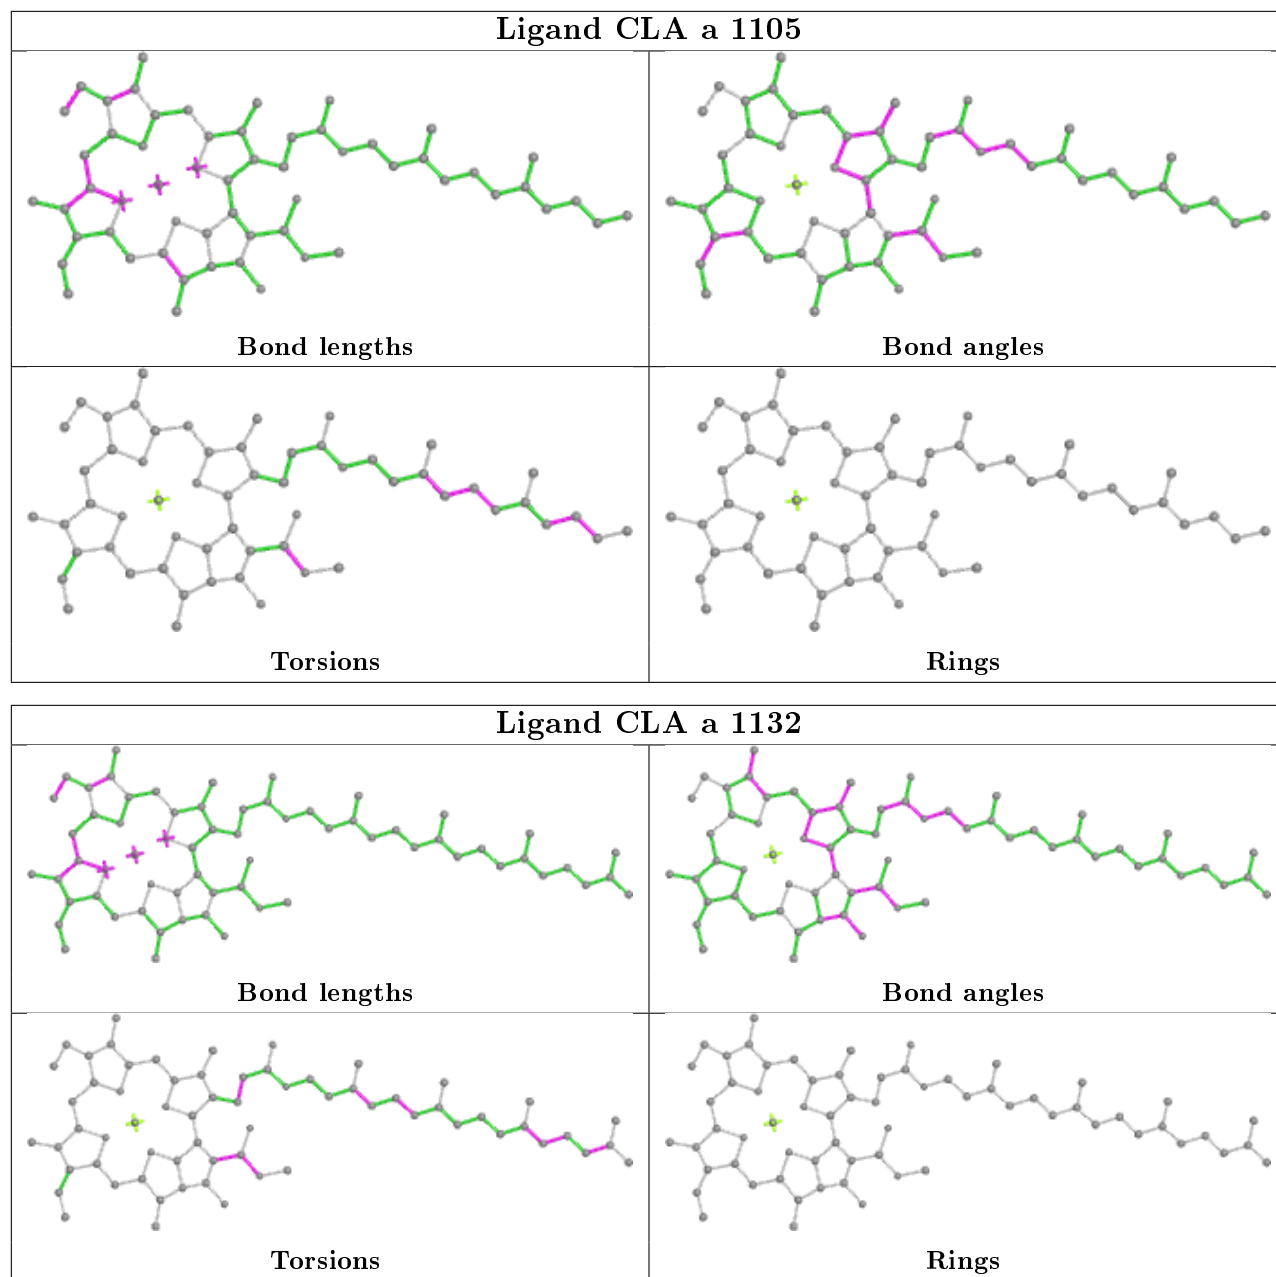 Ligand CLA a 1105
Bond lengths
Bond angles
Torsions
Rings
Ligand CLA a 1132
Bond lengths
Bond angles
Torsions
Rings